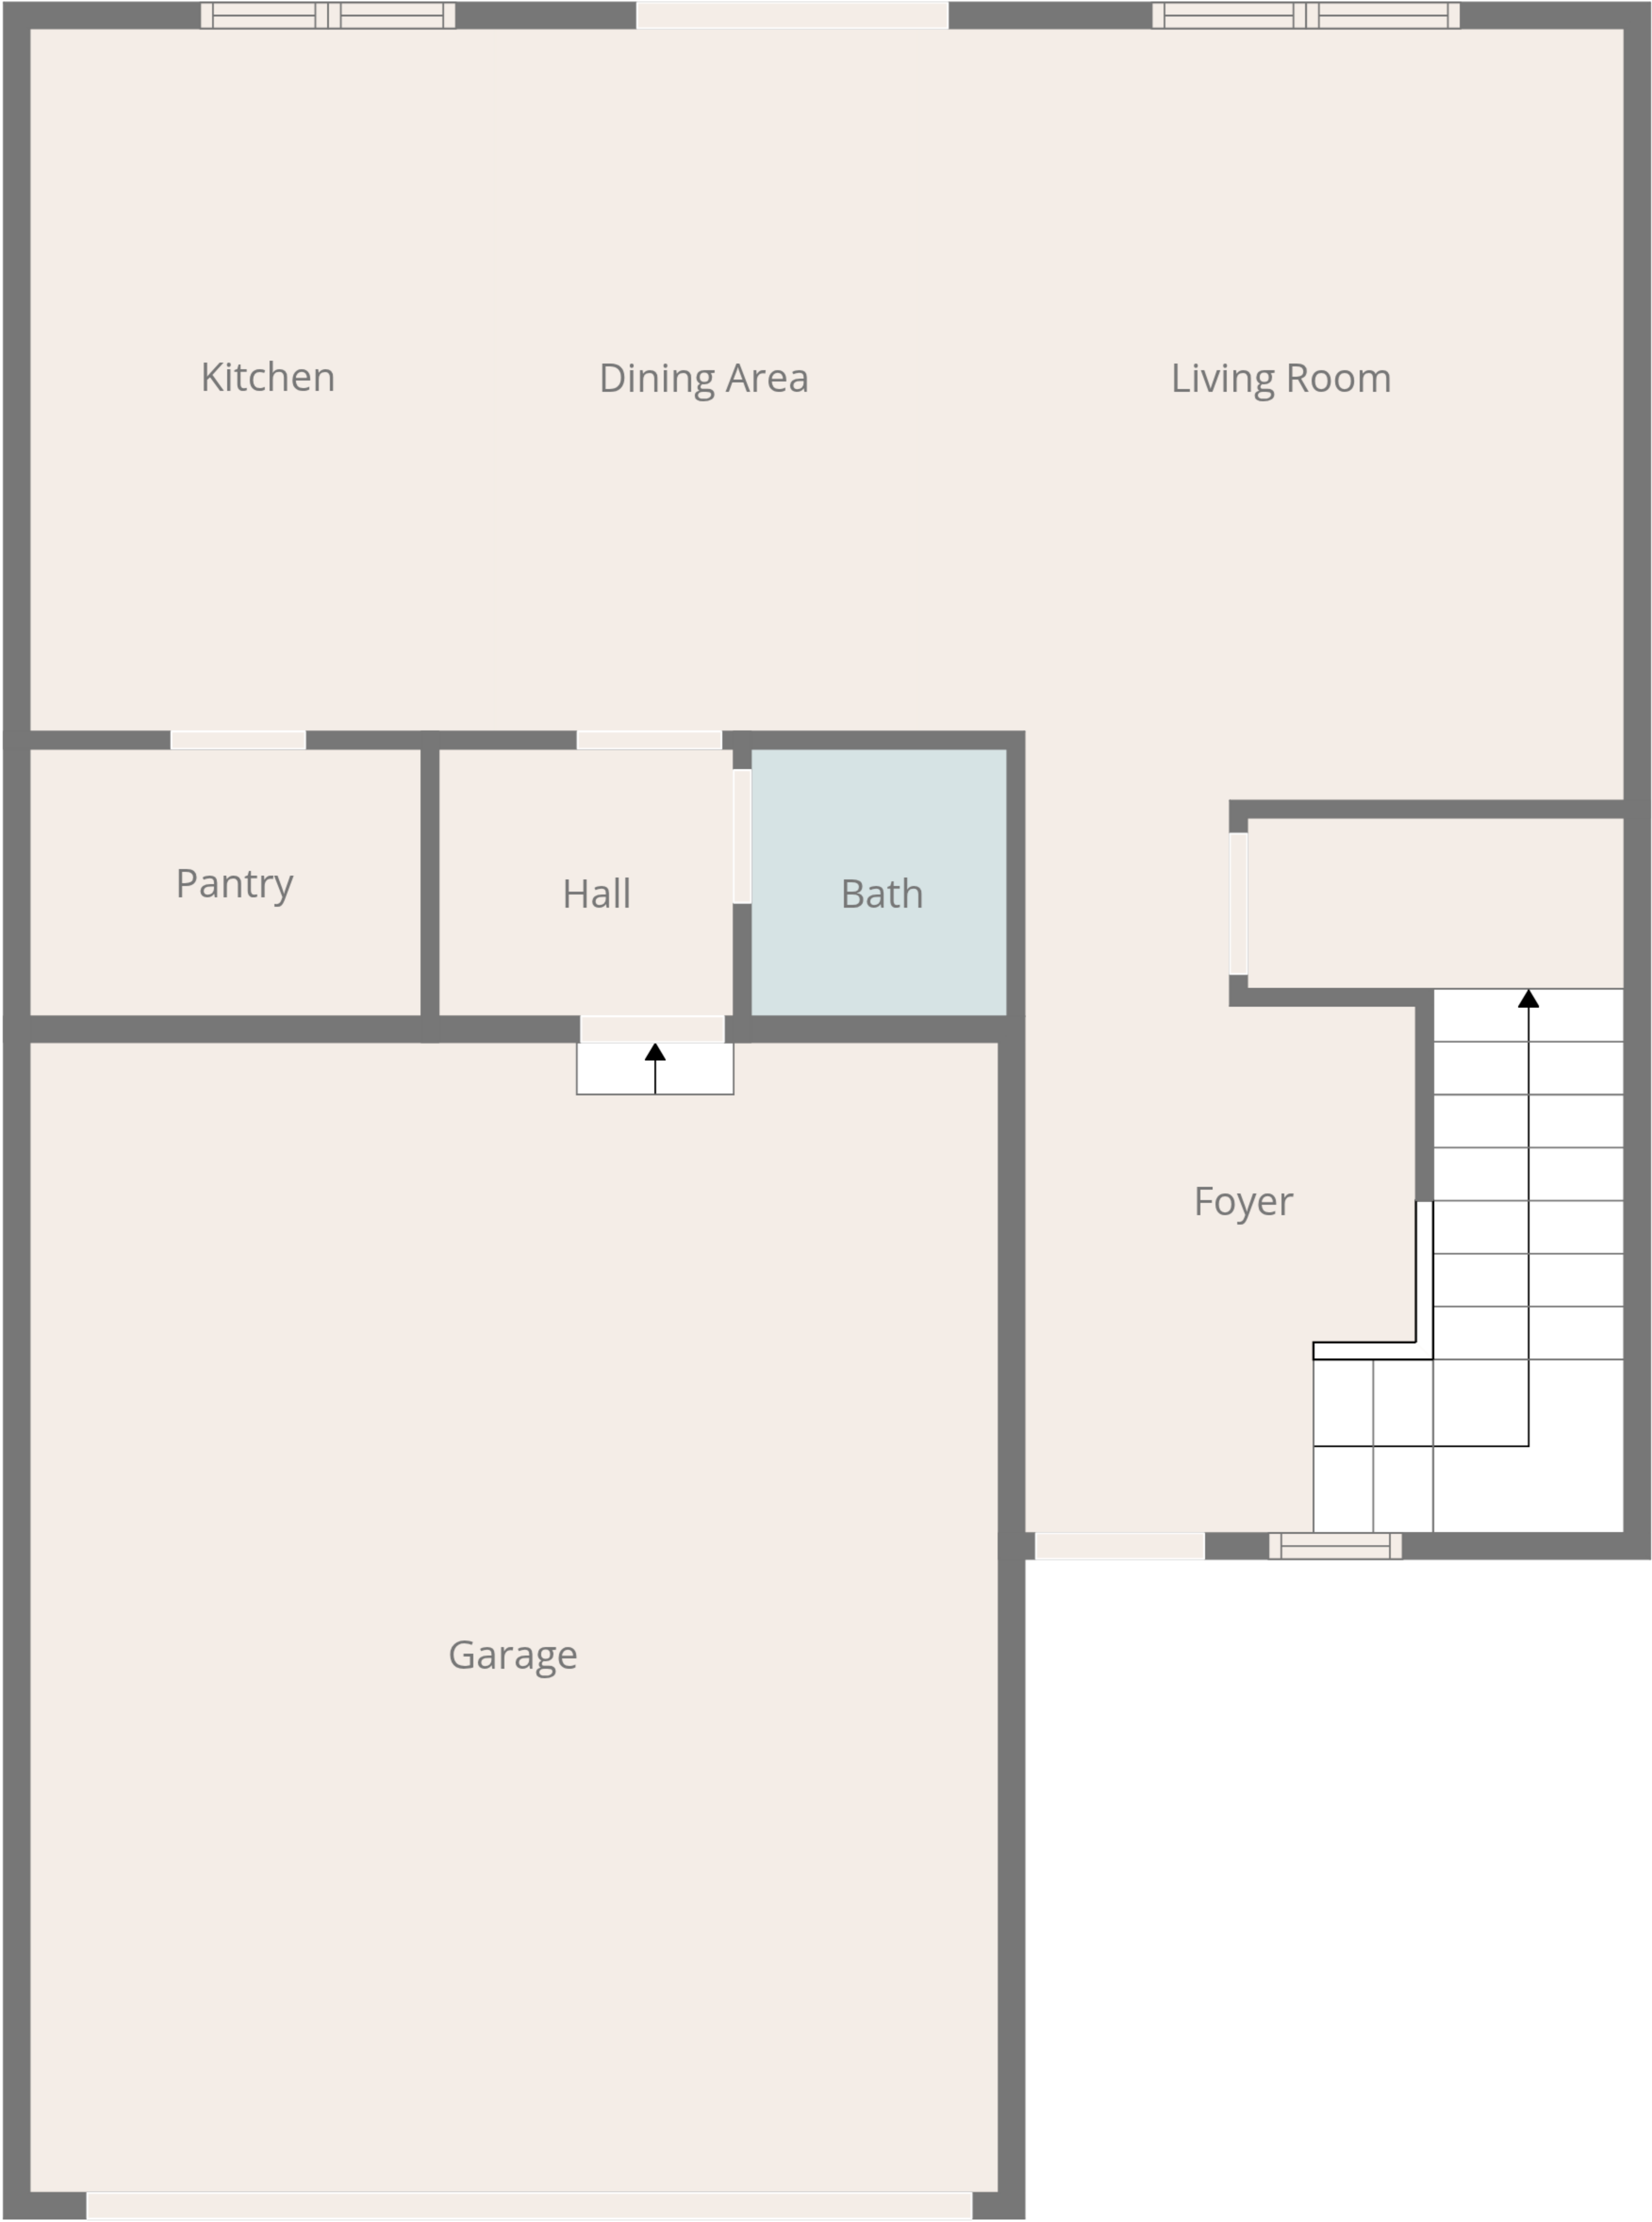 Kitchen
Dining Area
Living Room
Pantry
Hall
Bath
Foyer
Garage